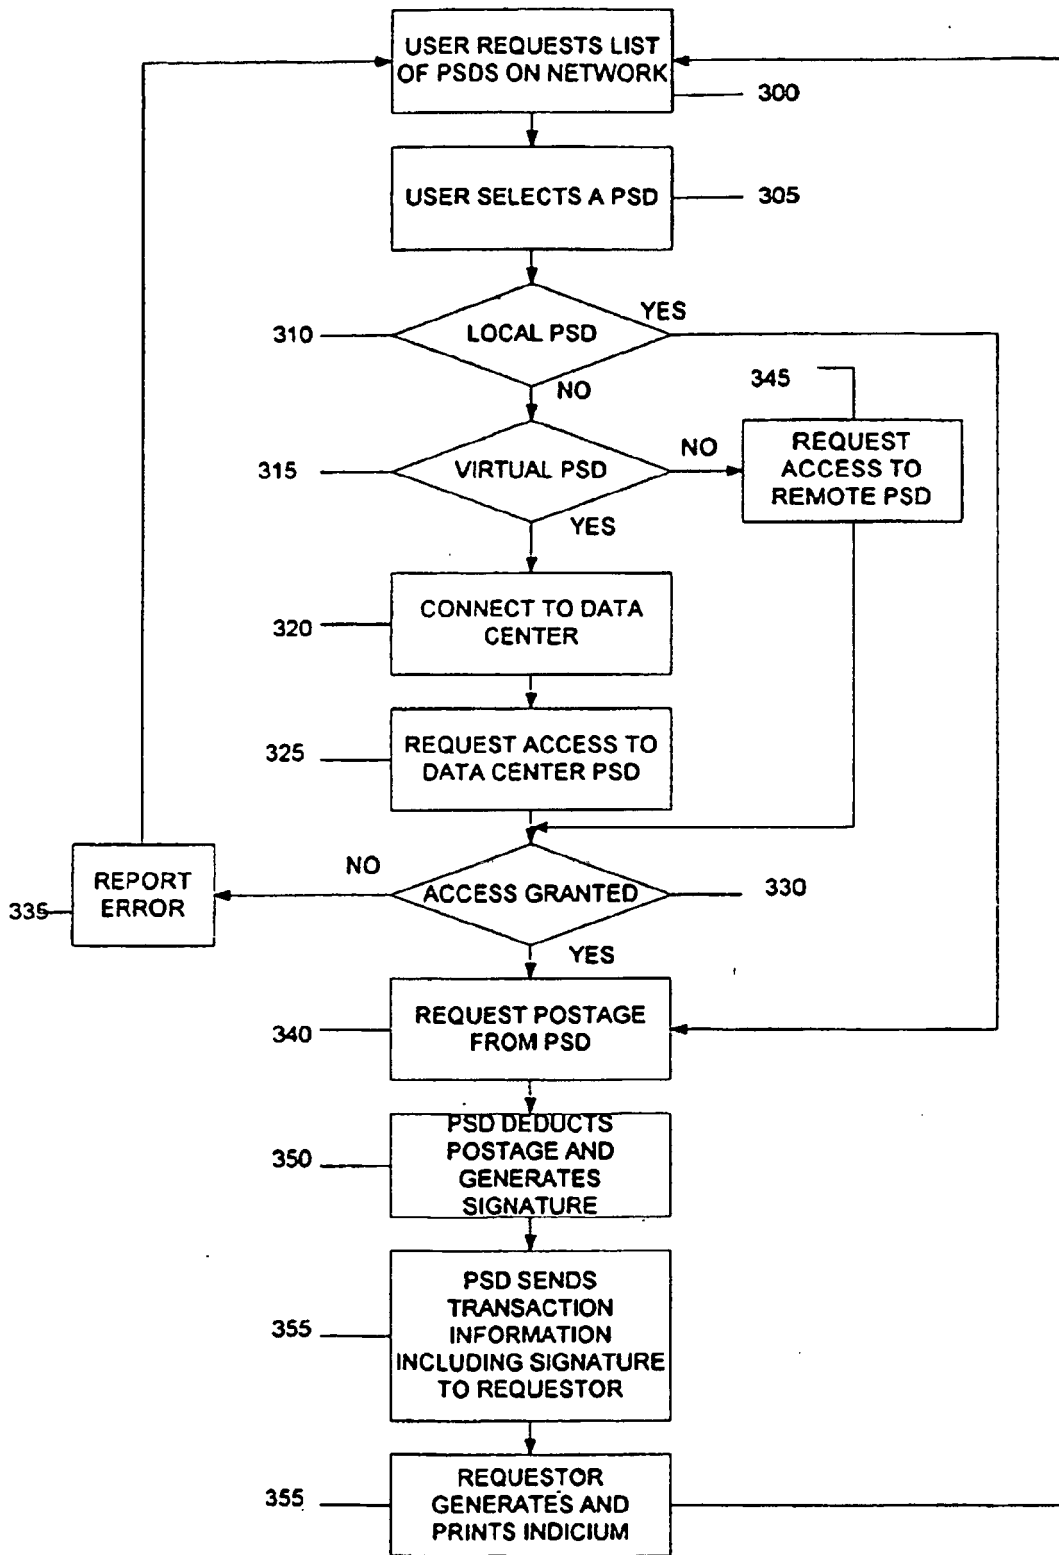 USER REQUESTS LIST
OF PSDS ON NETWORK
300
USER SELECTS A PSD
305
310
LOCAL PSD
YES
NO
345
315
VIRTUAL PSD
NO
REQUEST
ACCESS TO
REMOTE PSD
YES
320
CONNECT TO DATA
CENTER
325
REQUEST ACCESS TO
DATA CENTER PSD
335
REPORT
ERROR
NO
ACCESS GRANTED
330
YES
340
REQUEST POSTAGE
FROM PSD
350
PSD DEDUCTS
POSTAGE AND
GENERATES
SIGNATURE
355
PSD SENDS
TRANSACTION
INFORMATION
INCLUDING SIGNATURE
TO REQUESTOR
355
REQUESTOR
GENERATES AND
PRINTS INDICIUM